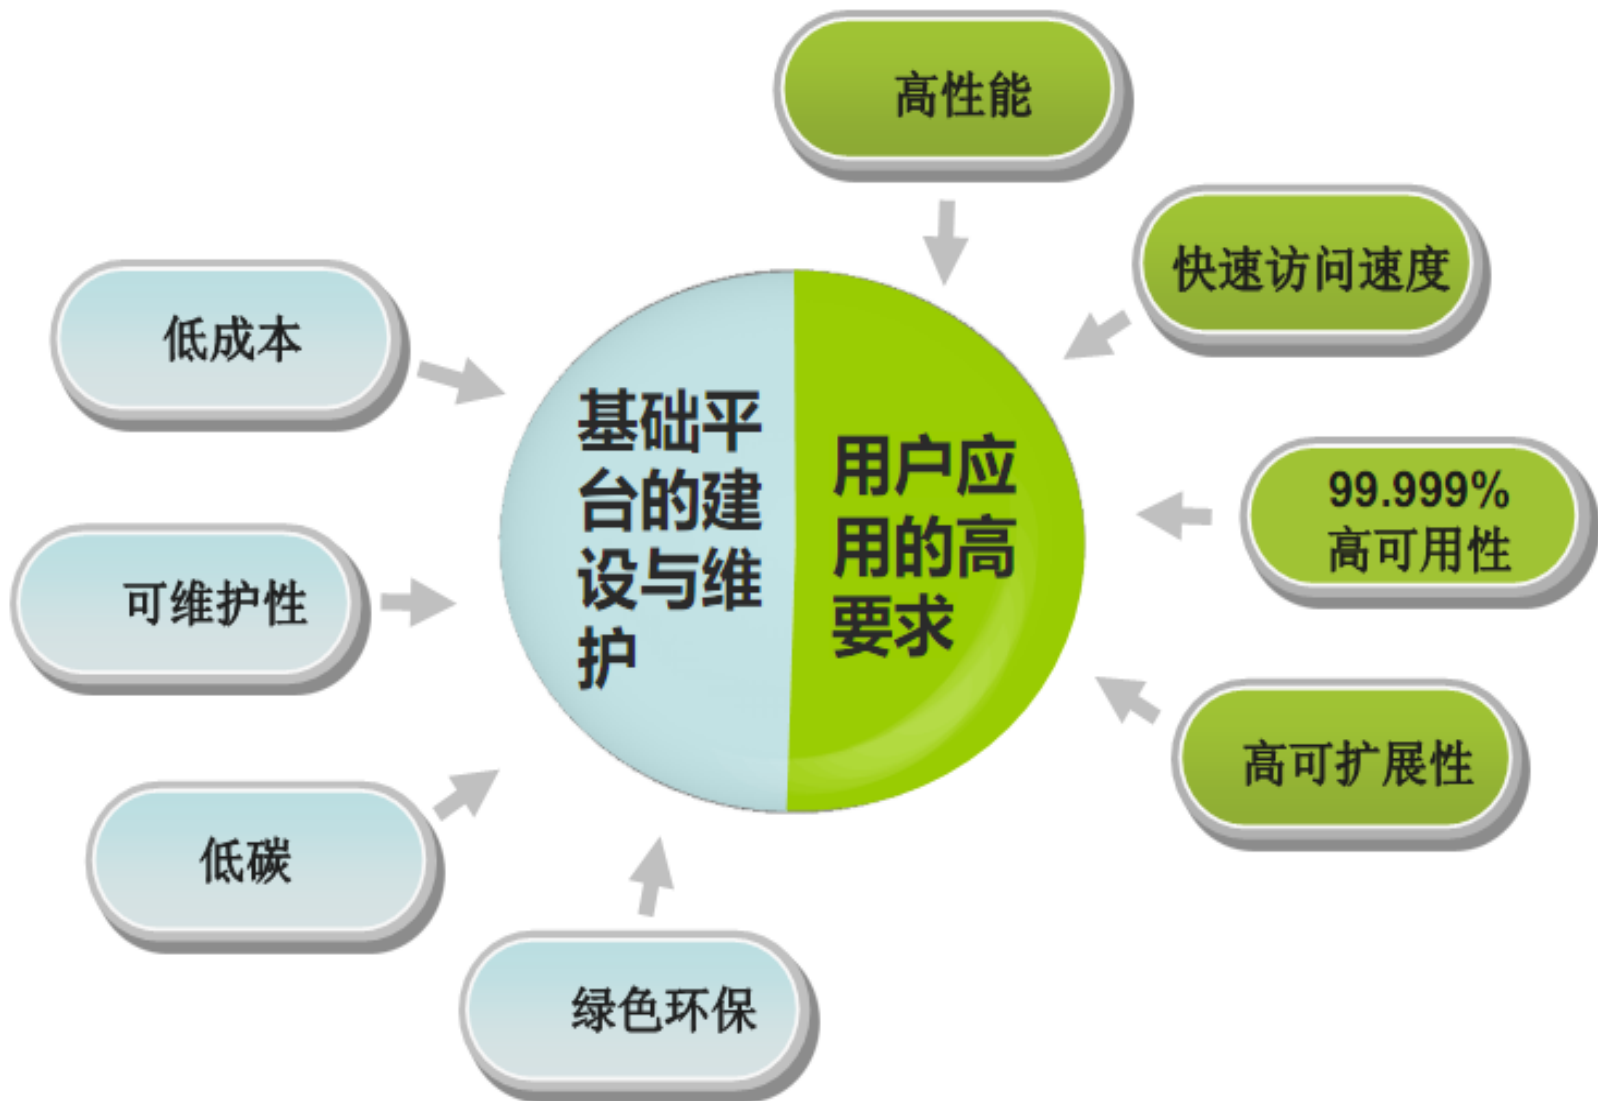 高性能
快速访问速度
低成本
基础平
台的建
设与维
护
用户应
用的高
要求
99.999%
高可用性
可维护性
高可扩展性
低碳
绿色环保